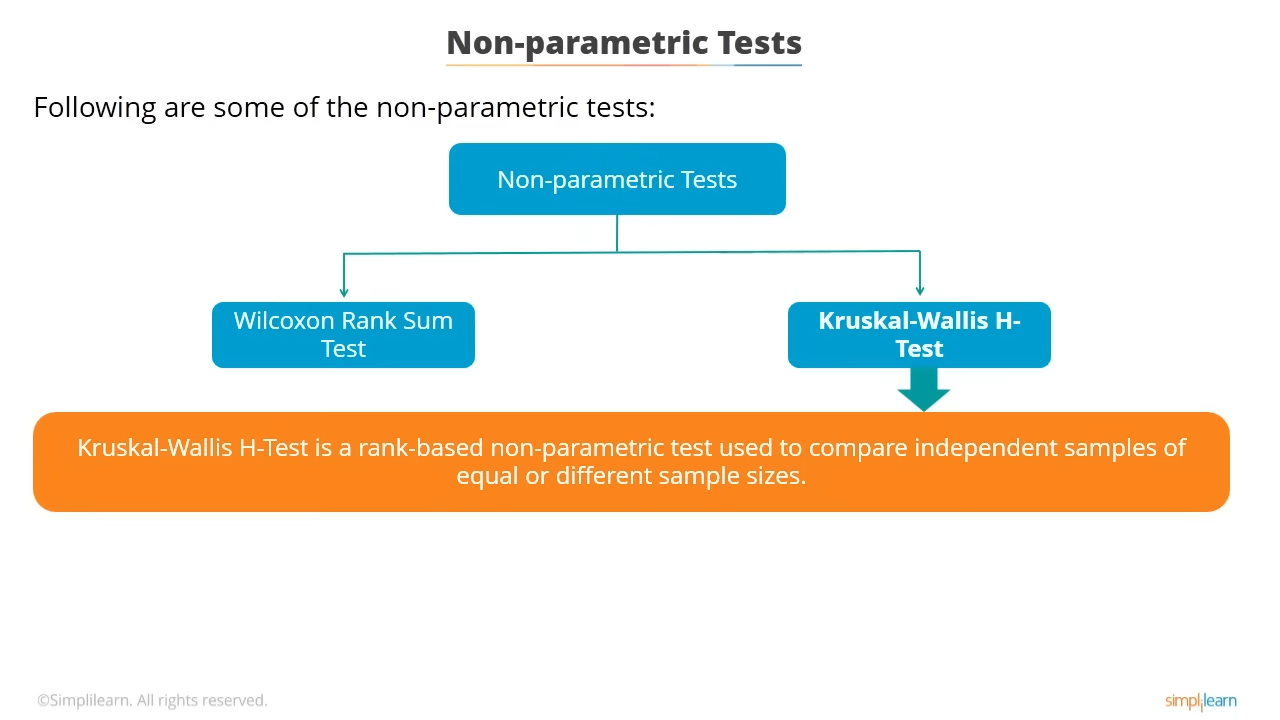 Non-parametric Tests
Following are some of the non-parametric tests:
Non-parametric Tests
Wilcoxon Rank Sum
Test
Kruskal-Wallis H-
Test
Kruskal-Wallis H-Test is a rank-based non-parametric test used to compare independent samples of
equal or different sample sizes.
©Simplilearn. All rights reserved.
simplilearn